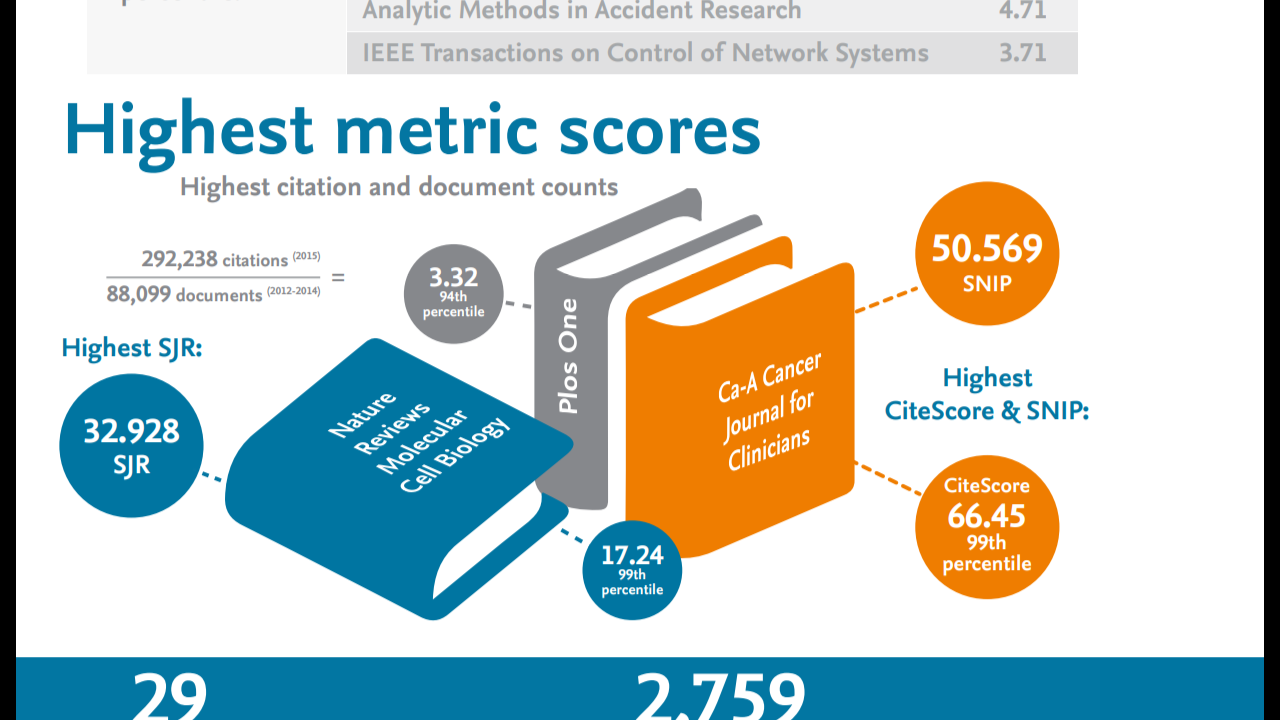 Analytic Methods in Accident Research 4.71
IEEE Transactions on Control of Network Systems 3.71
Highest metric scores
Highest citation and document counts
292,238 citations (2015)
88,099 documents (2012-2014)
=
3.32
94th
percentile
Plos One
50.569
SNIP
Highest SJR:
32.928
SJR
Nature
Reviews
Molecular
Cell Biology
Ca-A Cancer
Journal for
Clinicians
Highest
CiteScore & SNIP:
CiteScore
66.45
99th
percentile
17.24
99th
percentile
29 2,759